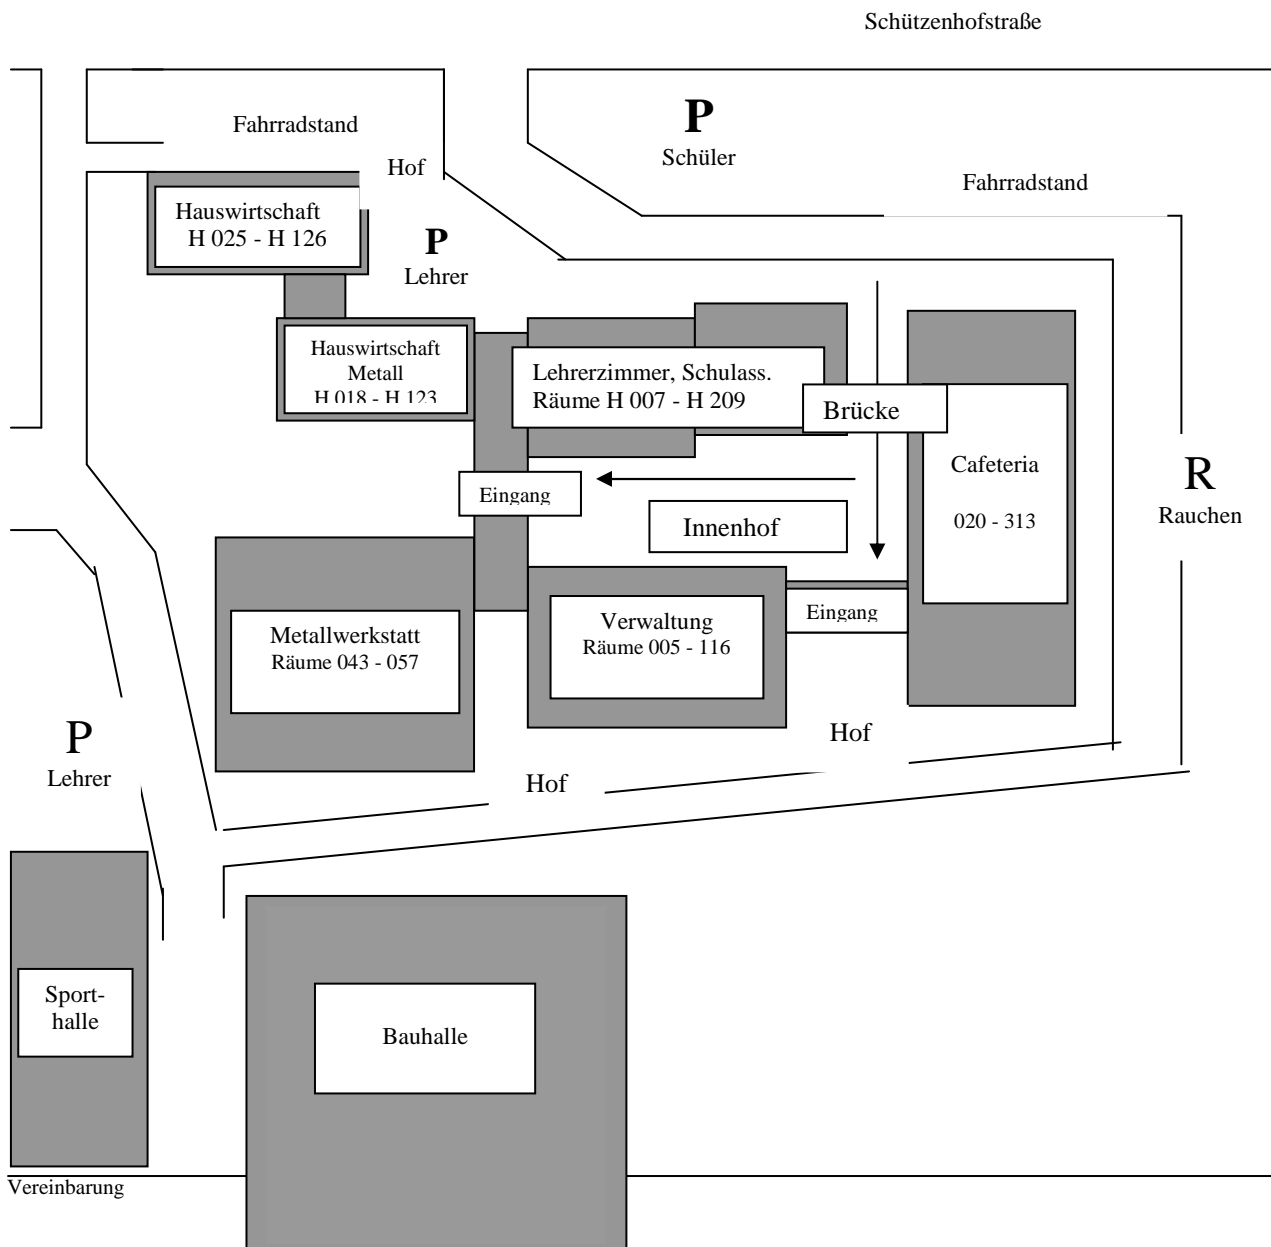 Schützenhofstraße
Fahrradstand
P
Schüler
Hof
Fahrradstand
Hauswirtschaft
H 025 - H 126
P
Lehrer
Hauswirtschaft
Metall
H 018 - H 123
Lehrerzimmer, Schulass.
Räume H 007 - H 209
Brücke
Cafeteria
020 - 313
R
Rauchen
Eingang
Innenhof
Metallwerkstatt
Räume 043 - 057
Verwaltung
Räume 005 - 116
Eingang
P
Lehrer
Hof
Hof
Sport-
halle
Bauhalle
Vereinbarung